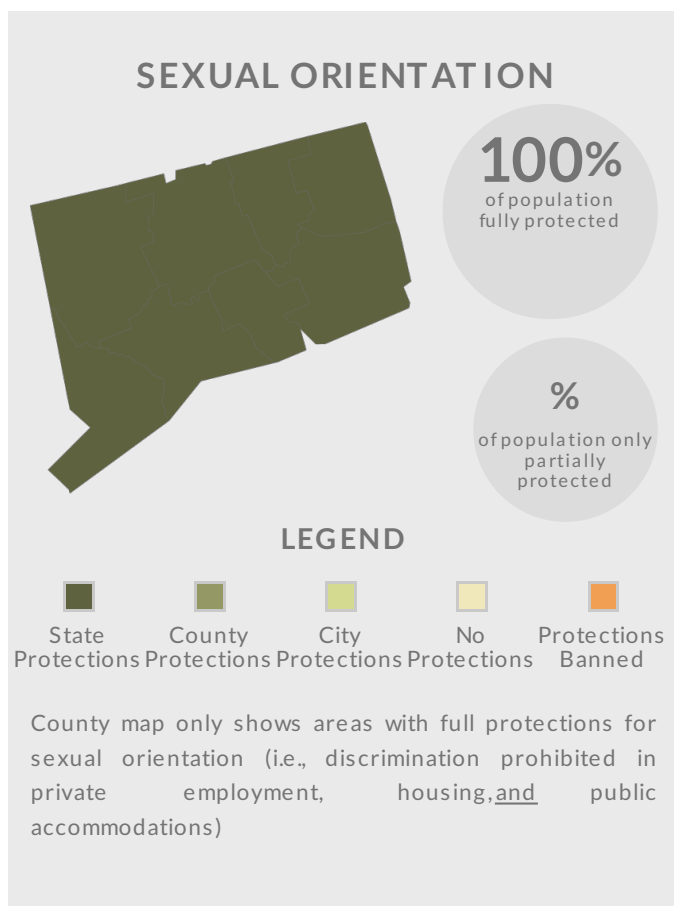 SEXUAL ORIENTATION
100%
of population
fully protected
%
of population only
partially
protected
LEGEND
State
Protections
County
Protections
City
Protections
No
Protections
Protections
Banned
County map only shows areas with full protections for
sexual orientation (i.e., discrimination prohibited in
private employment, housing, and public
accommodations)